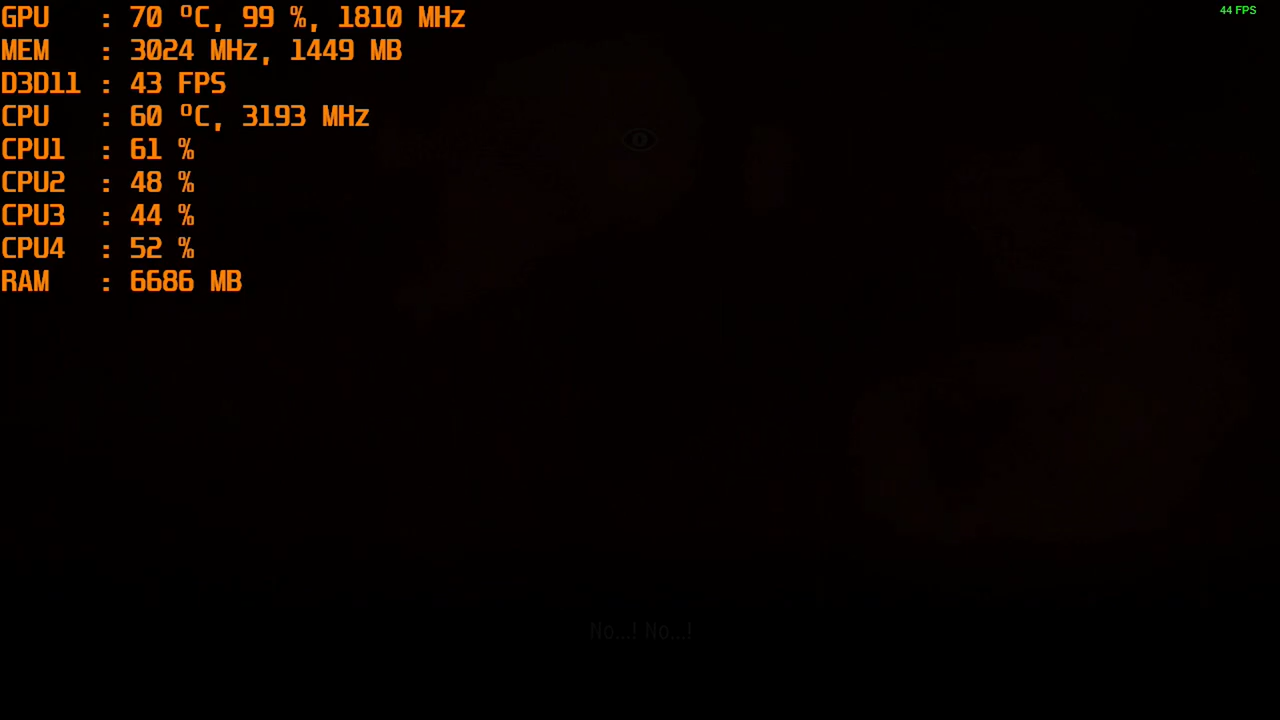 GPU : 70 °C, 99 %, 1810 MHz
MEM : 3024 MHz, 1449 MB
D3D11 : 43 FPS
CPU : 60 °C, 3193 MHz
CPU1 : 61 %
CPU2 : 48 %
CPU3 : 44 %
CPU4 : 52 %
RAM : 6686 MB
44 FPS
No...! No...!